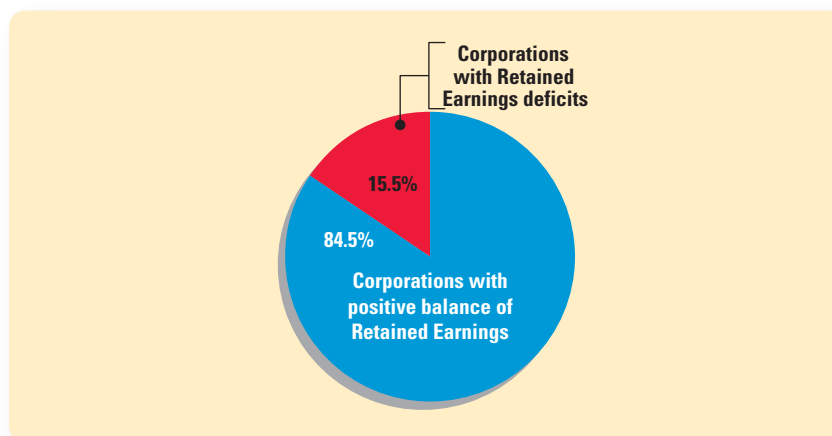 Corporations
with Retained
Earnings deficits
15.5%
84.5%
Corporations with
positive balance of
Retained Earnings